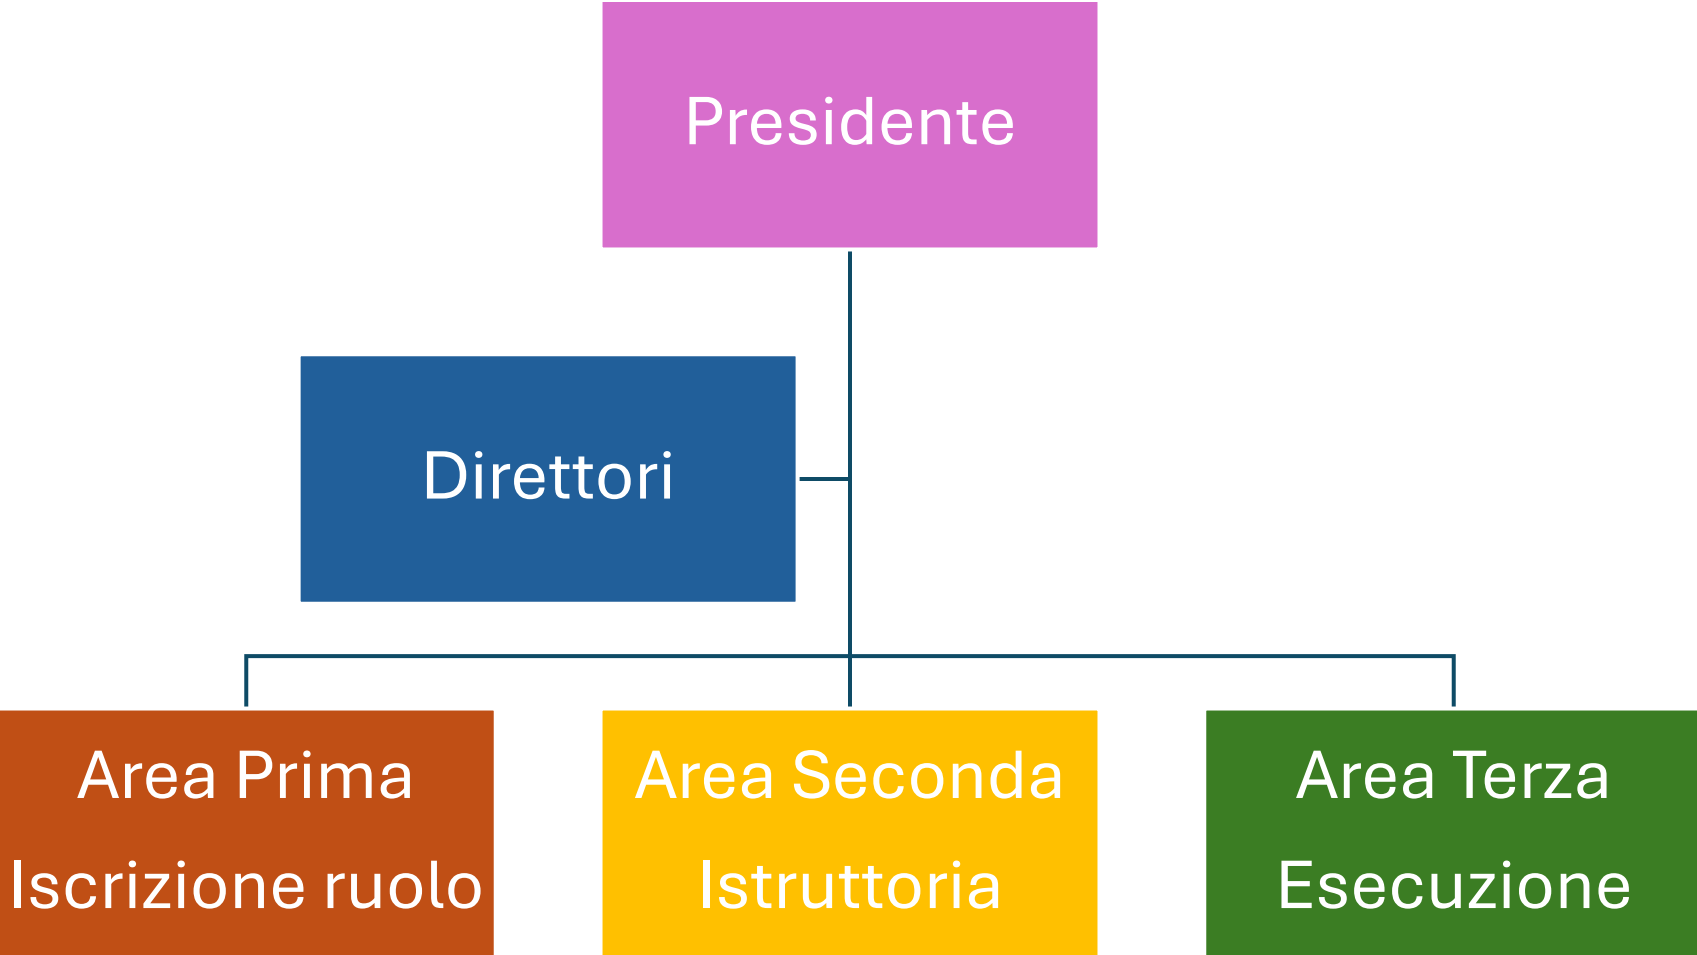 Presidente
Direttori
Area Prima
Iscrizione ruolo
Area Seconda
Istruttoria
Area Terza
Esecuzione